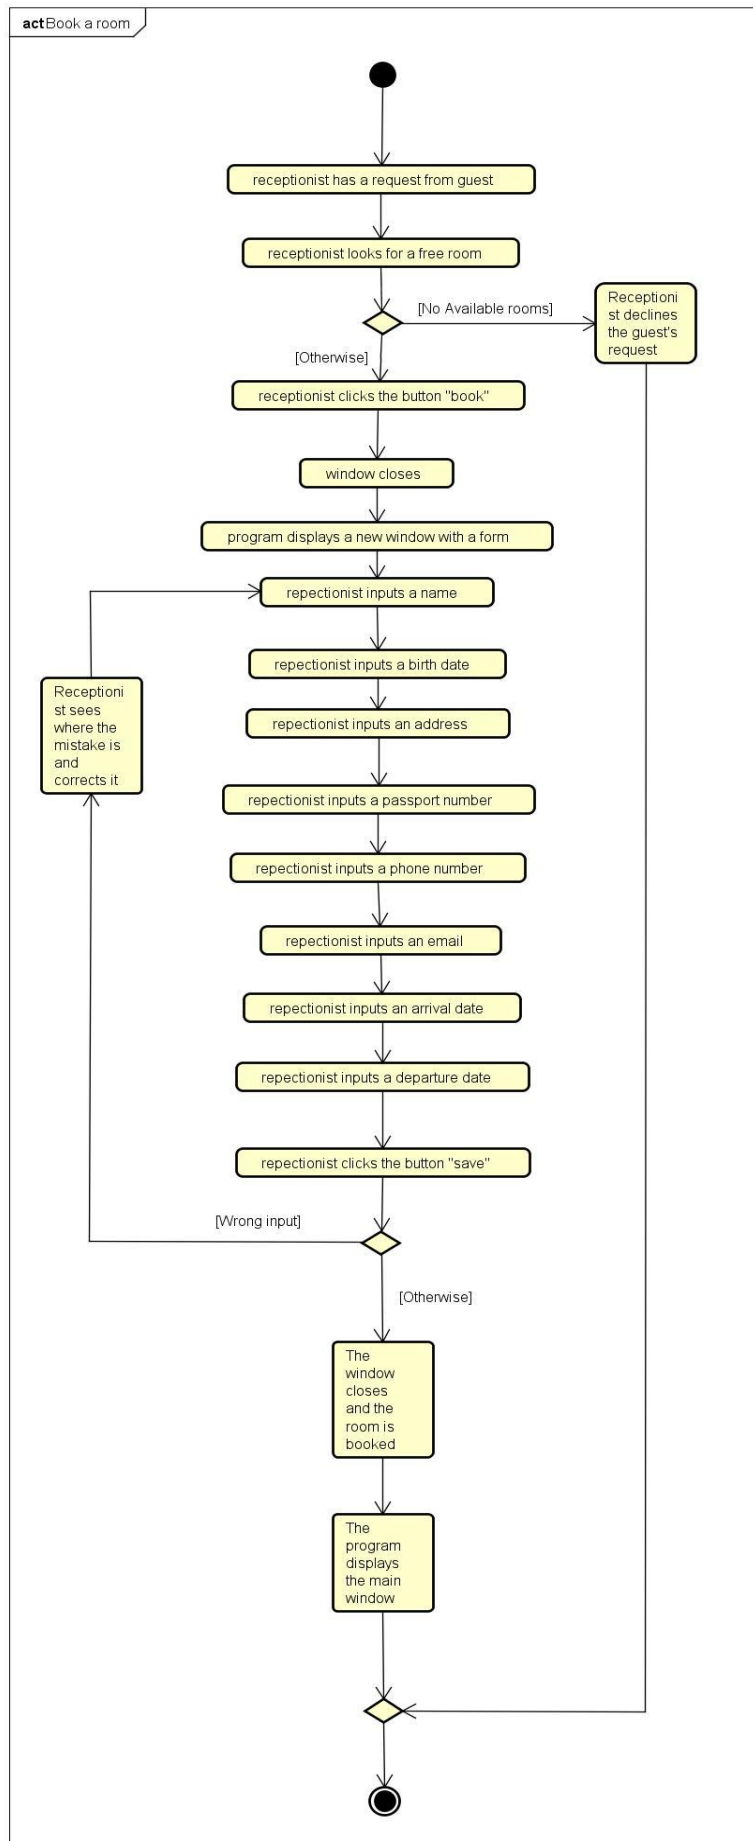 act Book a room
receptionist has a request from guest
receptionist looks for a free room
[No Available rooms]
Receptioni
st declines
the guest's
request
[Otherwise]
receptionist clicks the button "book"
window closes
program displays a new window with a form
repectionist inputs a name
repectionist inputs a birth date
Receptioni
st sees
where the
mistake is
and
corrects it
repectionist inputs an address
repectionist inputs a passport number
repectionist inputs a phone number
repectionist inputs an email
repectionist inputs an arrival date
repectionist inputs a departure date
repectionist clicks the button "save"
[Wrong input]
[Otherwise]
The
window
closes
and the
room is
booked
The
program
displays
the main
window